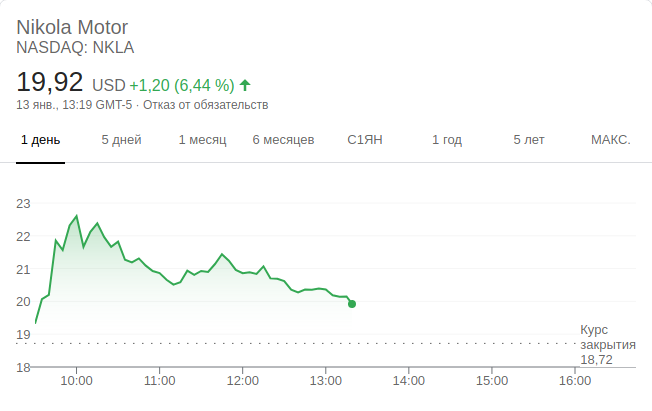 Nikola Motor
NASDAQ: NKLA
19,92 USD +1,20 (6,44 %)
13 янв., 13:19 GMT-5 · Отказ от обязательств
1 день 5 дней 1 месяц 6 месяцев С1ЯН 1 год 5 лет МАКС.
23
22
21
20
19
Курс
закрытия
18,72
18
10:00 11:00 12:00 13:00 14:00 15:00 16:00